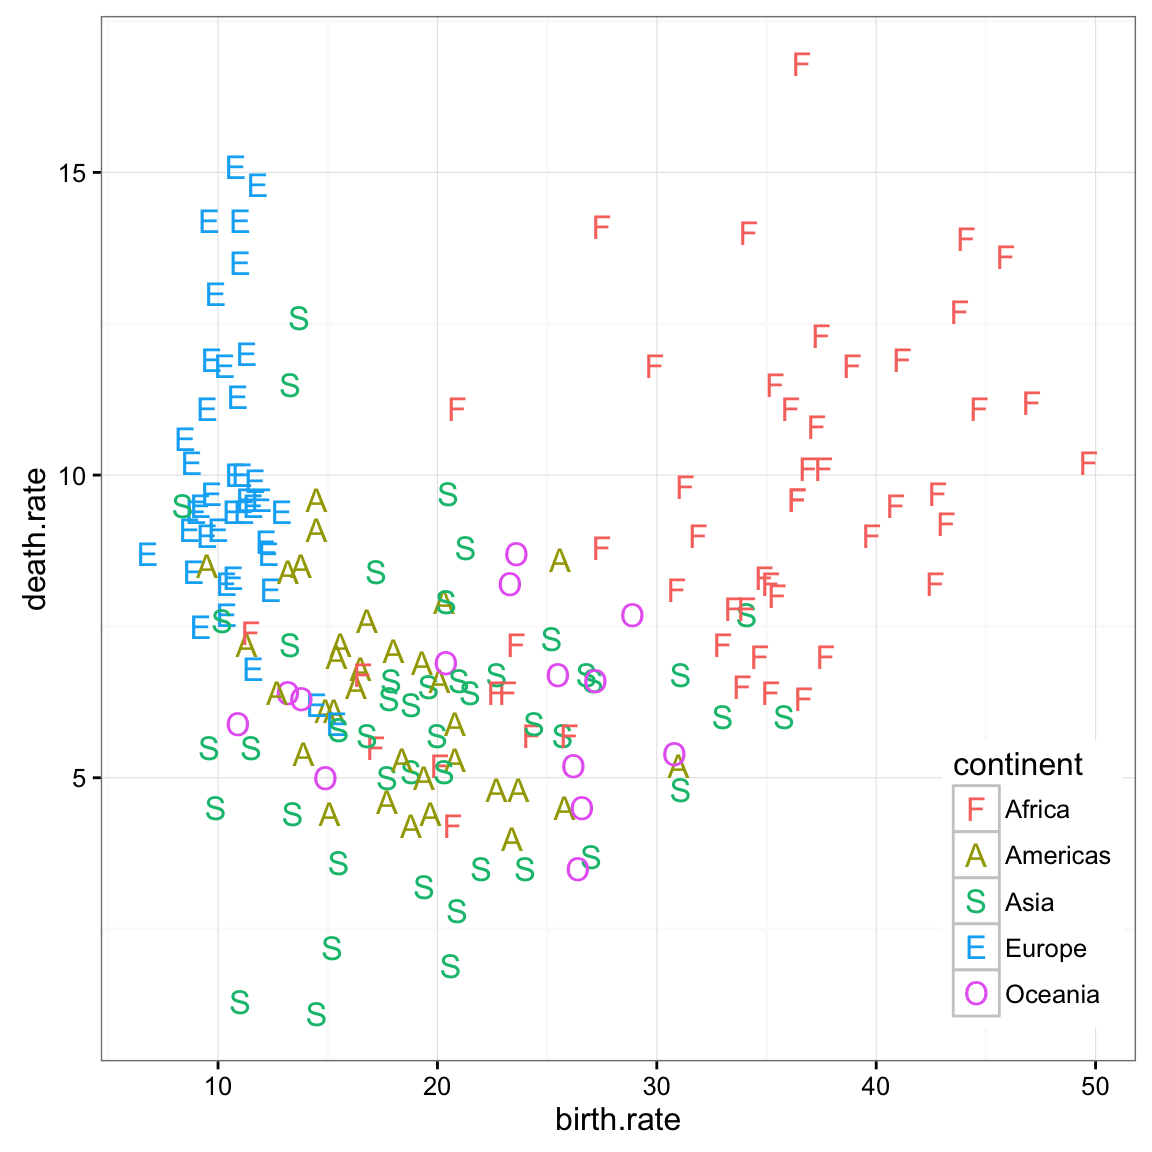 15
10
5
death.rate
10
20
30
40
50
birth.rate
continent
F Africa
A Americas
S Asia
E Europe
O Oceania